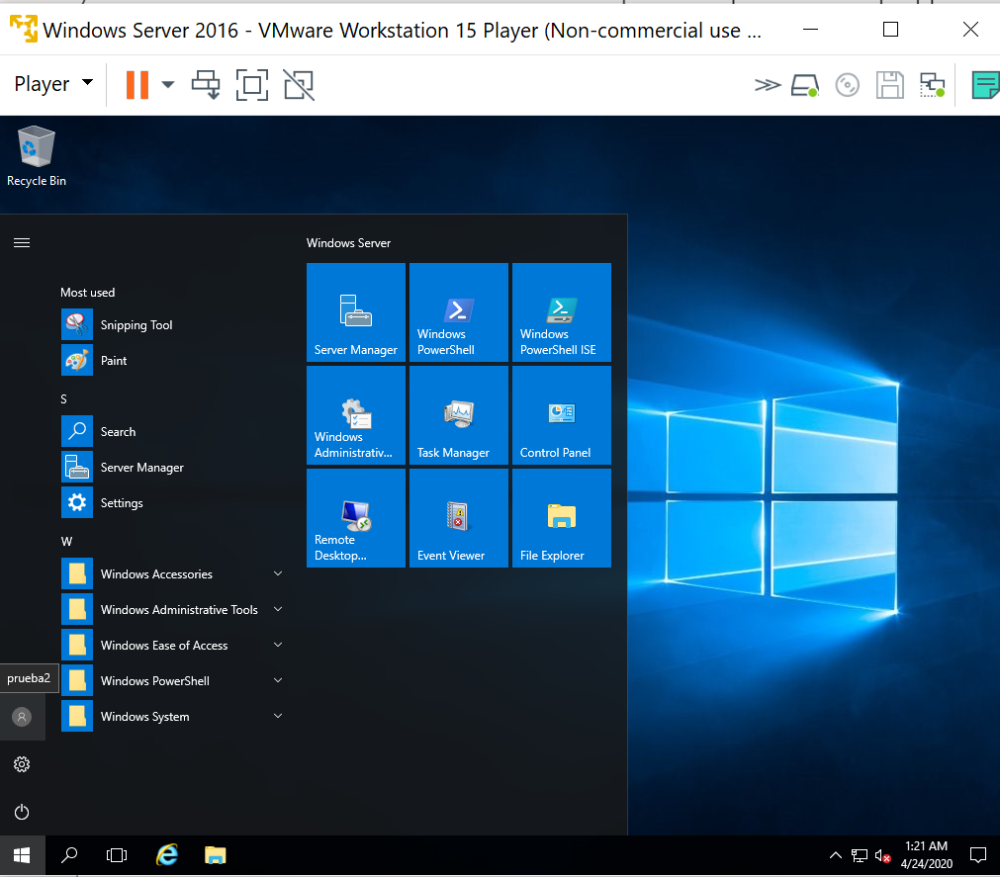 Windows Server 2016 - VMware Workstation 15 Player (Non-commercial use ...
Player
Recycle Bin
Windows Server
Most used
Snipping Tool
Paint
S
Search
Server Manager
Settings
W
Windows Accessories
Windows Administrative Tools
Windows Ease of Access
Windows PowerShell
Windows System
prueba2
Server Manager
Windows
PowerShell
Windows
PowerShell ISE
Windows
Administrativ...
Task Manager
Control Panel
Remote
Desktop...
Event Viewer
File Explorer
1:21 AM
4/24/2020